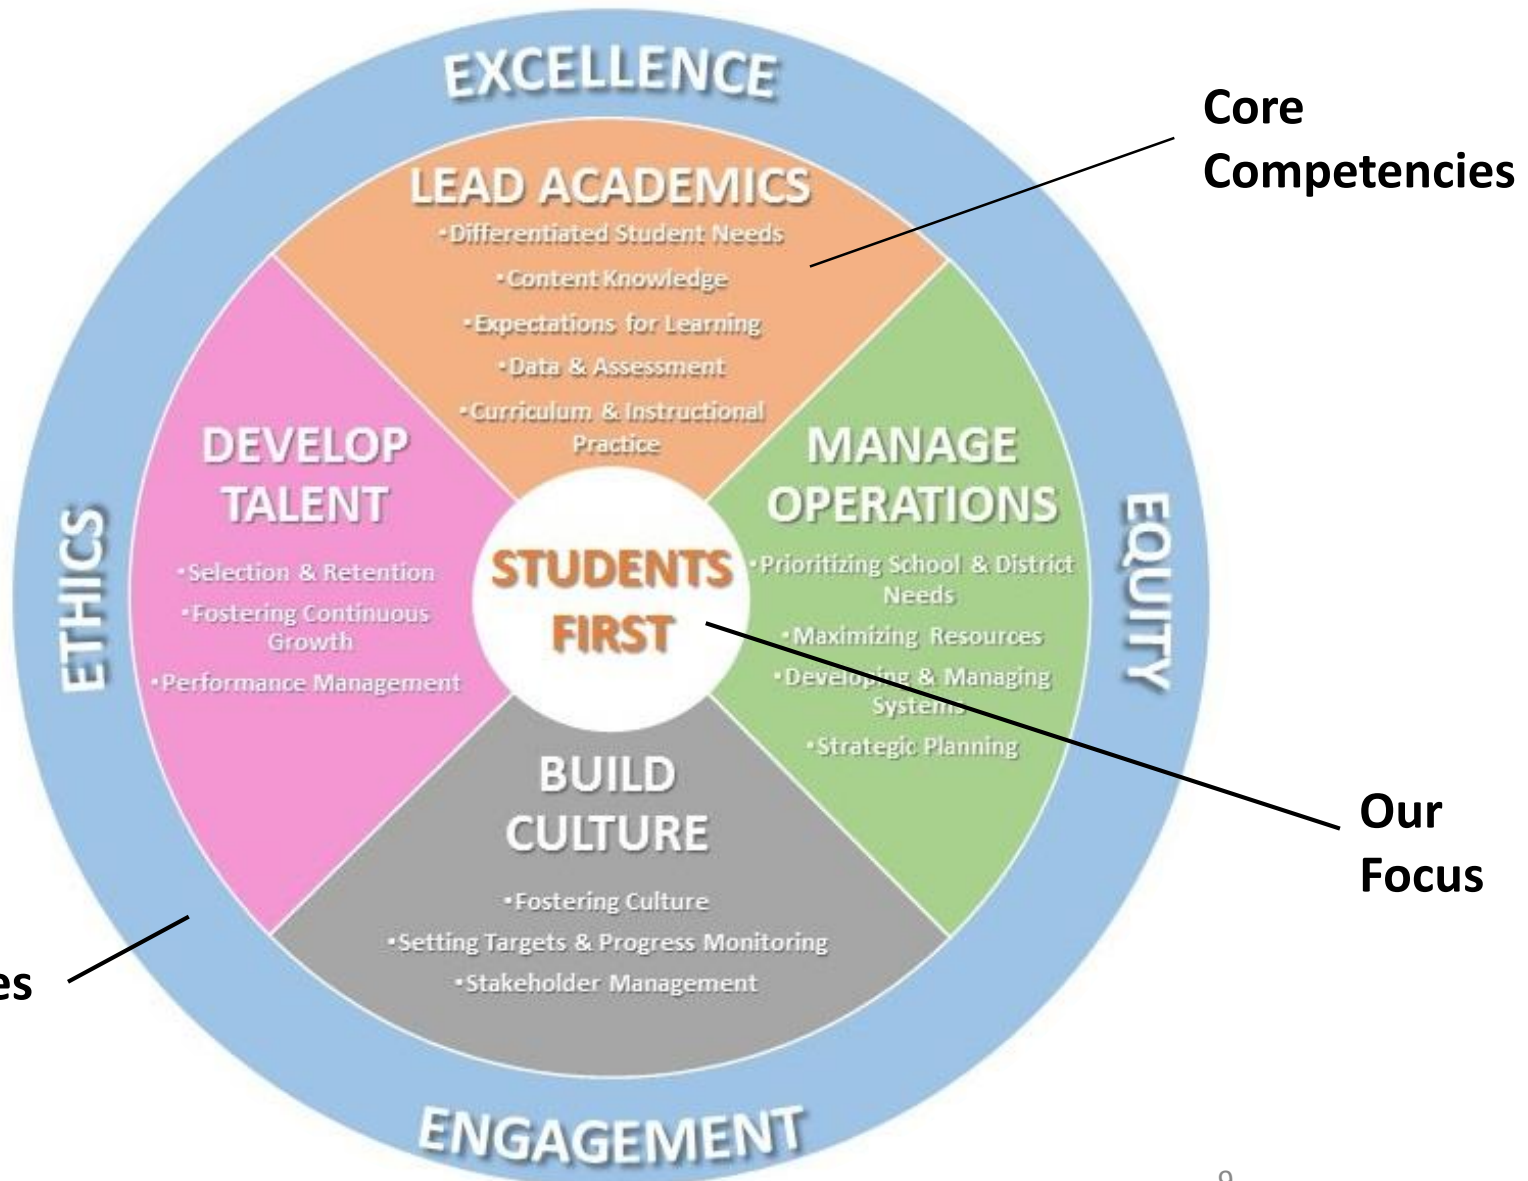 EXCELLENCE
Core
Competencies
LEAD ACADEMICS
•Differentiated Student Needs
•Content Knowledge
•Expectations for Learning
•Data & Assessment
•Curriculum & Instructional
Practice
DEVELOP
TALENT
•Selection & Retention
•Fostering Continuous
Growth
•Performance Management
STUDENTS
FIRST
MANAGE
OPERATIONS
•Prioritizing School & District
Needs
•Maximizing Resources
•Developing & Managing
Systems
•Strategic Planning
ETHICS
EQUITY
Our
Focus
BUILD
CULTURE
•Fostering Culture
•Setting Targets & Progress Monitoring
•Stakeholder Management
ENGAGEMENT